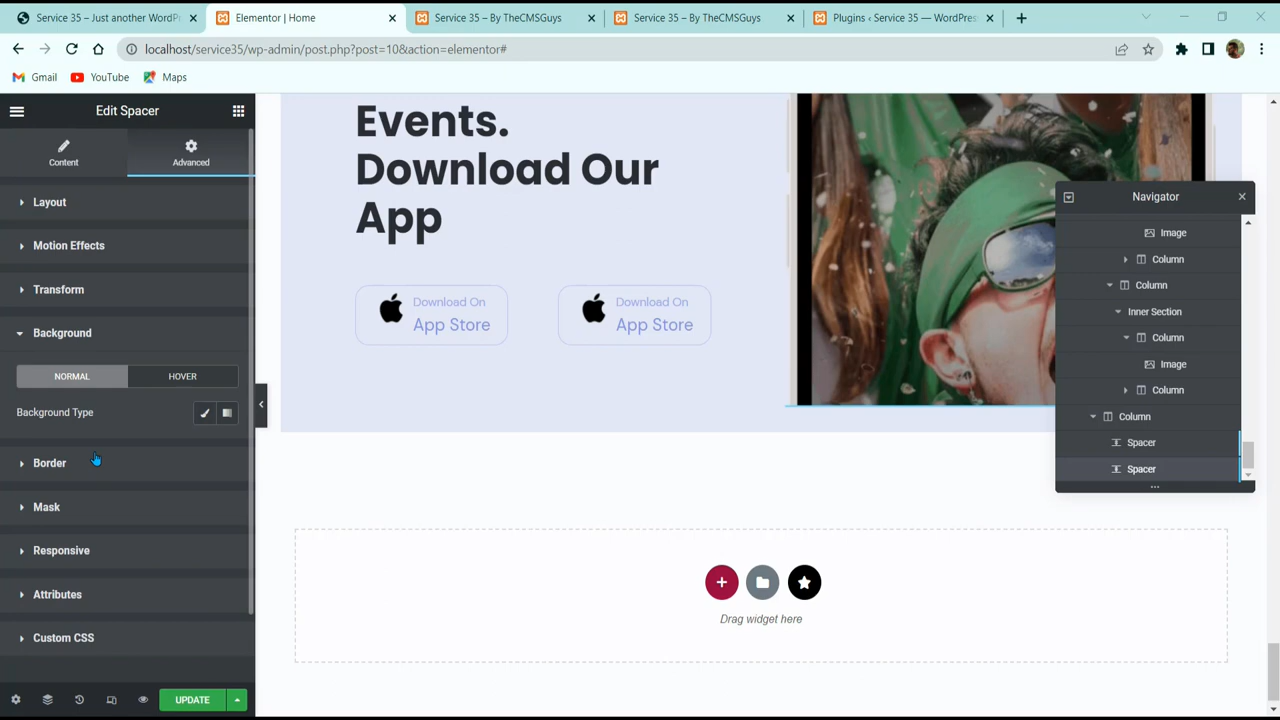 Service 35 – Just another WordPr
Elementor | Home
Service 35 – By TheCMSGuys
Service 35 – By TheCMSGuys
Plugins ‹ Service 35 — WordPres
localhost/service35/wp-admin/post.php?post=10&action=elementor#
Gmail
YouTube
Maps
Edit Spacer
Content
Advanced
Layout
Motion Effects
Transform
Background
NORMAL
HOVER
Background Type
Border
Mask
Responsive
Attributes
Custom CSS
UPDATE
Events.
Download Our
App
Download On
App Store
Download On
App Store
Drag widget here
Navigator
Image
Column
Column
Inner Section
Column
Image
Column
Column
Spacer
Spacer